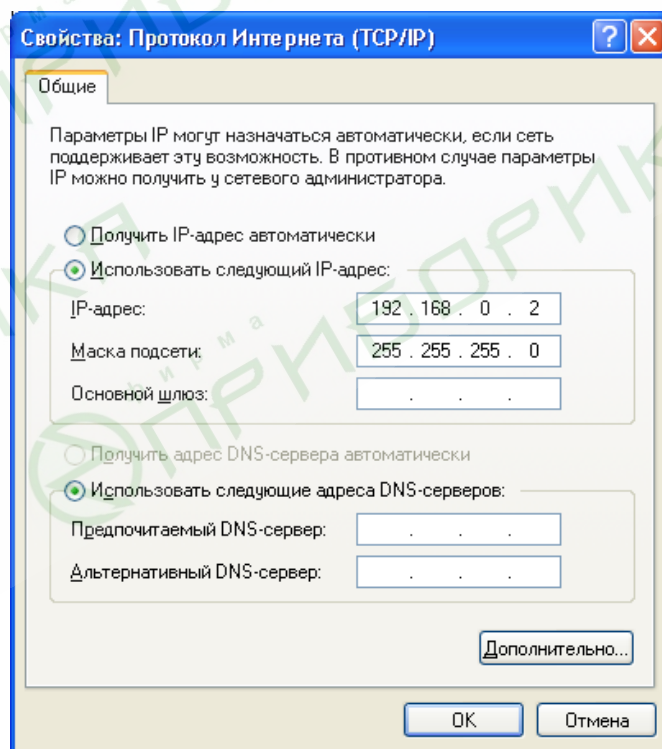 Свойства: Протокол Интернета (TCP/IP)
Общие
Параметры IP могут назначаться автоматически, если сеть
поддерживает эту возможность. В противном случае параметры
IP можно получить у сетевого администратора.
Получить IP-адрес автоматически
Использовать следующий IP-адрес:
IP-адрес: 192 . 168 . 0 . 2
Маска подсети: 255 . 255 . 255 . 0
Основной шлюз: . . .
Получить адрес DNS-сервера автоматически
Использовать следующие адреса DNS-серверов:
Предпочитаемый DNS-сервер: . . .
Альтернативный DNS-сервер: . . .
Дополнительно...
OK Отмена
фирма
ПРИБОРИКА